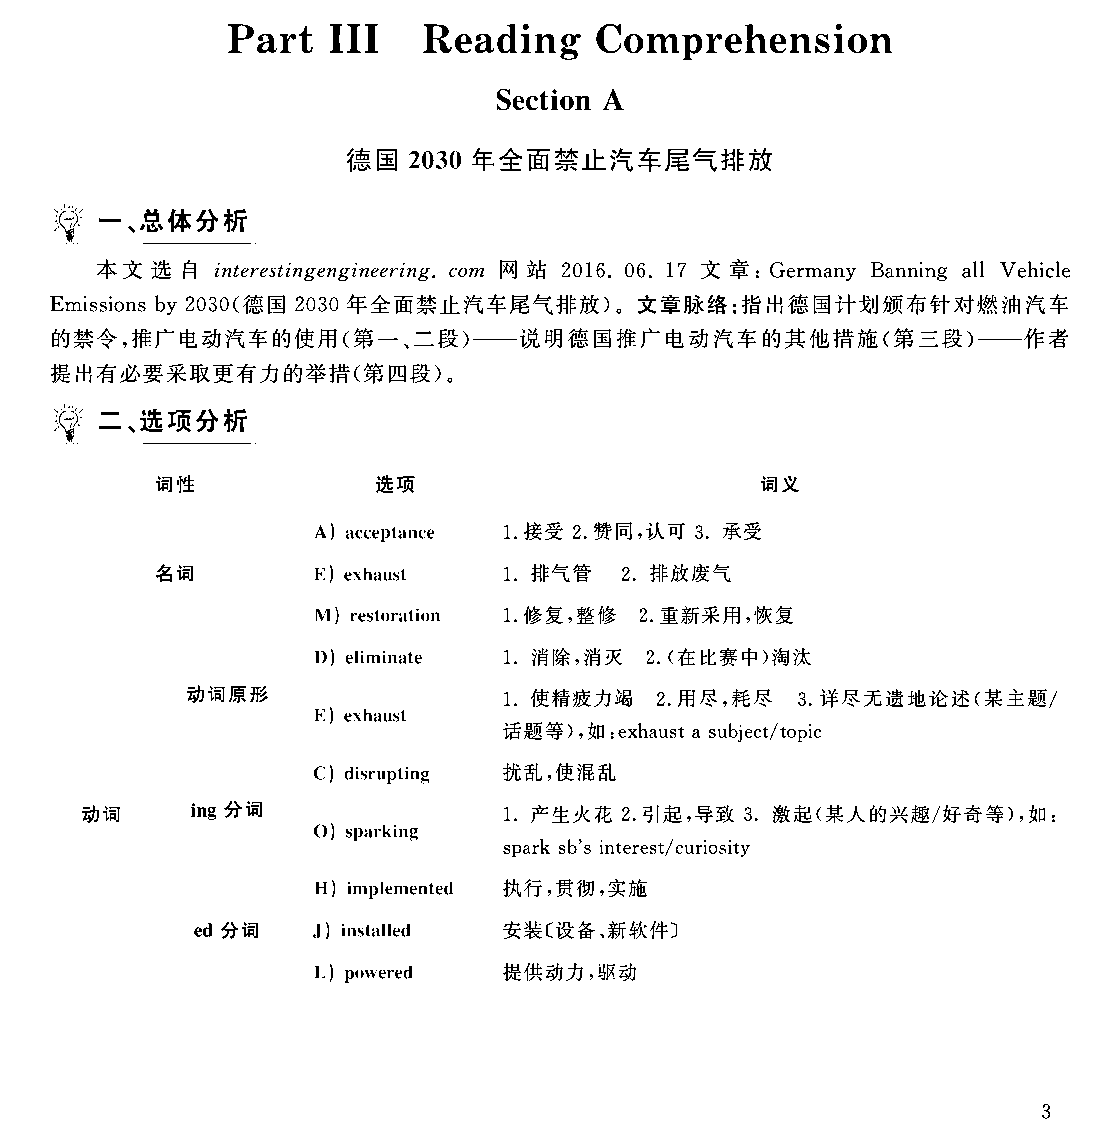 Part III Reading Comprehension
Section A
德国 2030 年全面禁止汽车尾气排放
一、总体分析
本文选自 interestingengineering. com 网站 2016. 06. 17 文章: Germany Banning all Vehicle
Emissions by 2030(德国 2030 年全面禁止汽车尾气排放)。文章脉络:指出德国计划颁布针对燃油汽车
的禁令,推广电动汽车的使用(第一、二段)——说明德国推广电动汽车的其他措施(第三段)——作者
提出有必要采取更有力的举措(第四段)。
二、选项分析
词性 选项 词义
A) acceptance 1.接受 2.赞同,认可 3. 承受
名词 E) exhaust 1. 排气管 2. 排放废气
M) restoration 1.修复,整修 2.重新采用,恢复
D) eliminate 1. 消除,消灭 2.(在比赛中)淘汰
动词原形 E) exhaust 1. 使精疲力竭 2.用尽,耗尽 3.详尽无遗地论述(某主题/
话题等),如:exhaust a subject/topic
C) disrupting 扰乱,使混乱
动词 ing 分词 O) sparking 1. 产生火花 2.引起,导致 3. 激起(某人的兴趣/好奇等),如:
spark sb's interest/curiosity
H) implemented 执行,贯彻,实施
ed 分词 J) installed 安装〔设备、新软件〕
L) powered 提供动力,驱动
3